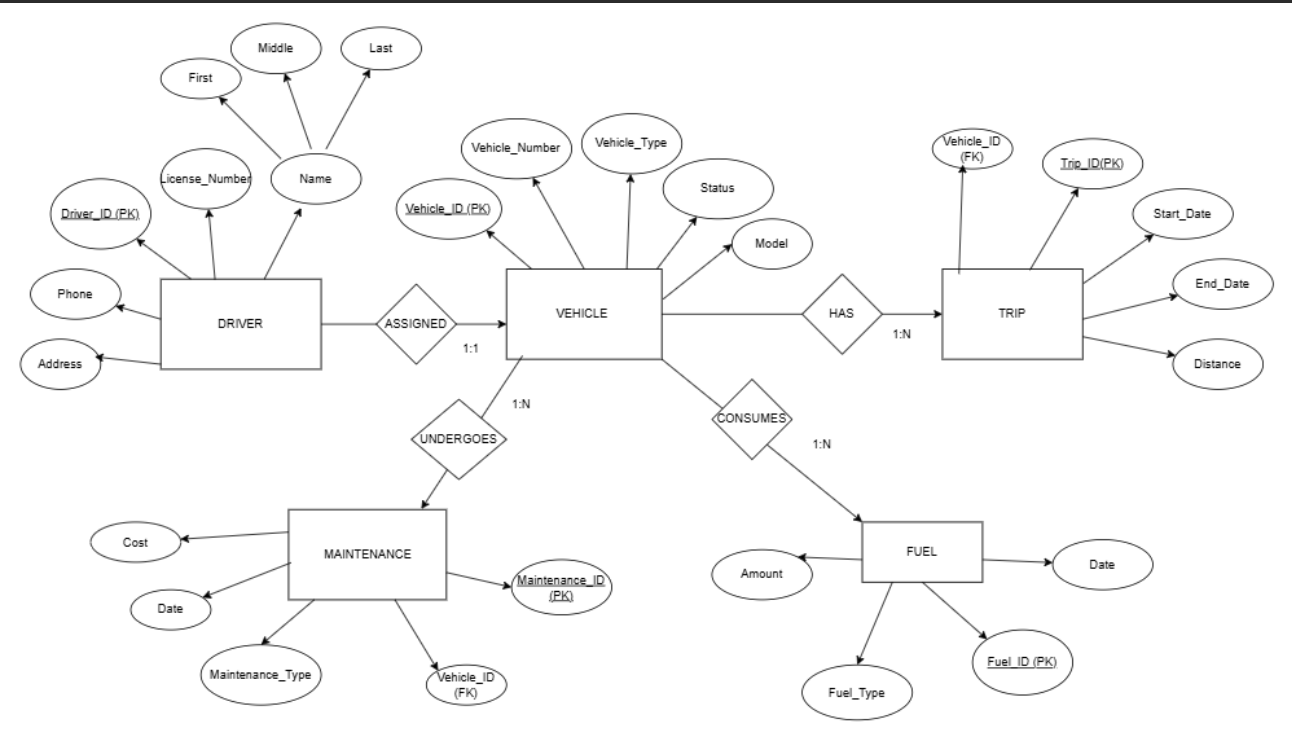 Middle
Last
First
Vehicle_Number
Vehicle_Type
Vehicle_ID
(FK)
Trip_ID(PK)
License_Number
Name
Status
Driver_ID (PK)
Vehicle_ID (PK)
Start_Date
Model
Phone
End_Date
DRIVER
ASSIGNED
VEHICLE
HAS
TRIP
1:1
1:N
Address
Distance
1:N
UNDERGOES
CONSUMES
1:N
Cost
MAINTENANCE
FUEL
Amount
Date
Maintenance_ID
(PK)
Date
Maintenance_Type
Vehicle_ID
(FK)
Fuel_ID (PK)
Fuel_Type